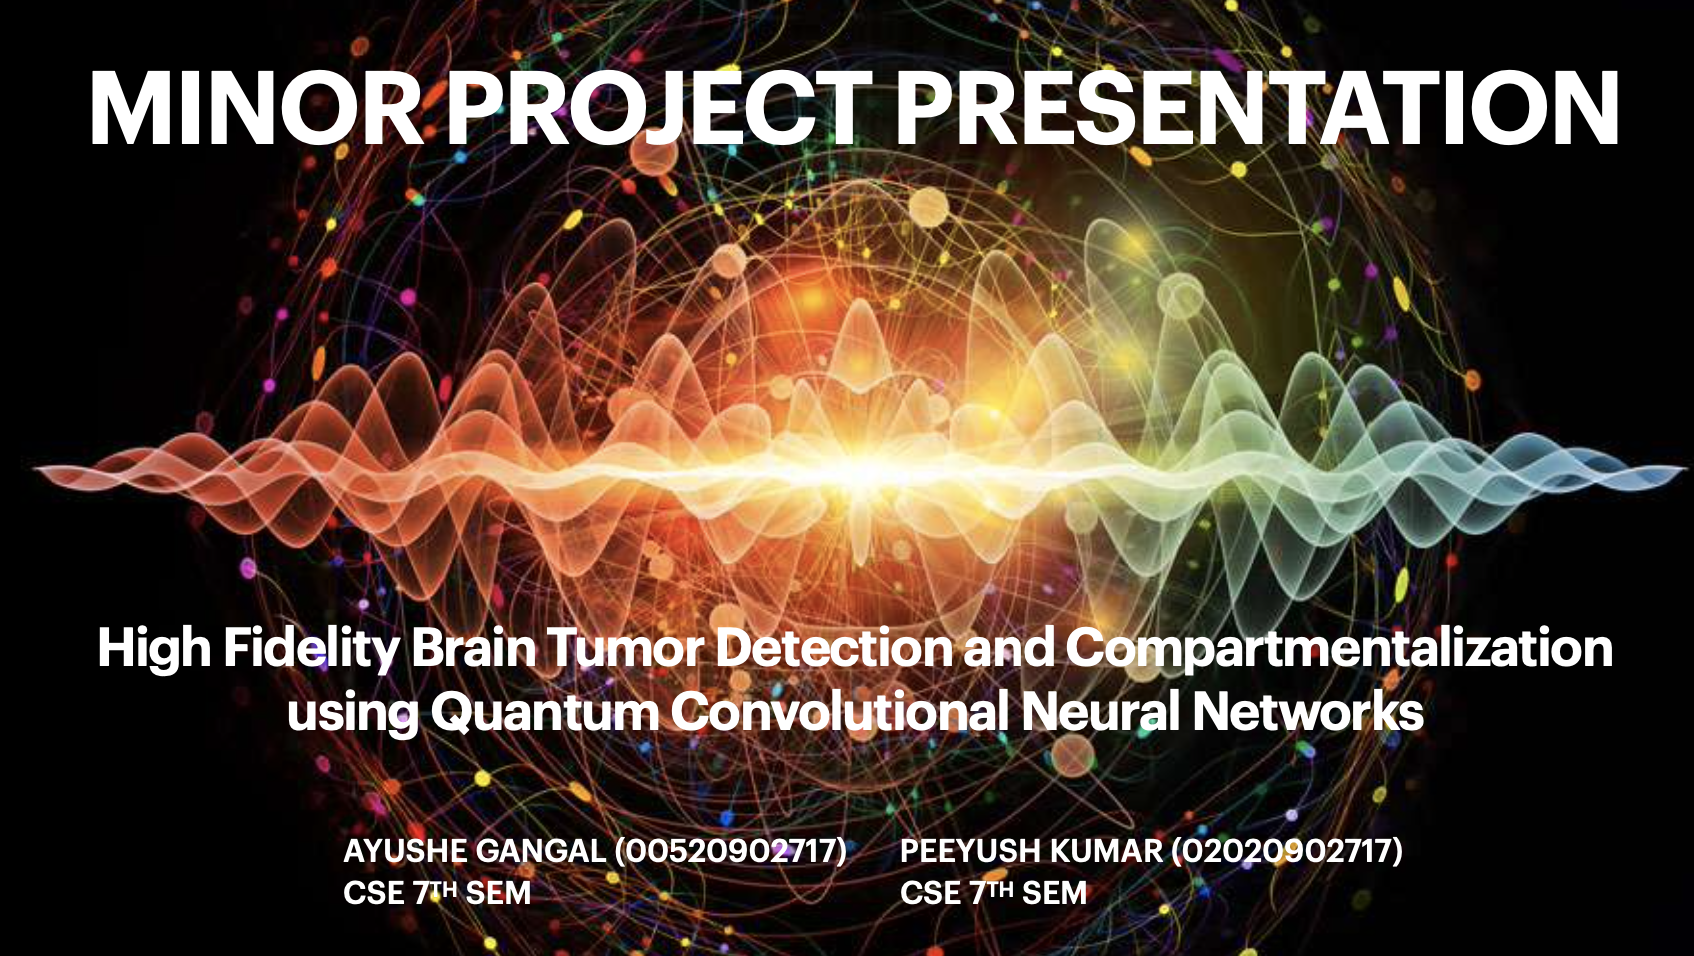 MINOR PROJECT PRESENTATION
High Fidelity Brain Tumor Detection and Compartmentalization
using Quantum Convolutional Neural Networks
AYUSHE GANGAL (00520902717)
CSE 7TH SEM
PEEYUSH KUMAR (02020902717)
CSE 7TH SEM